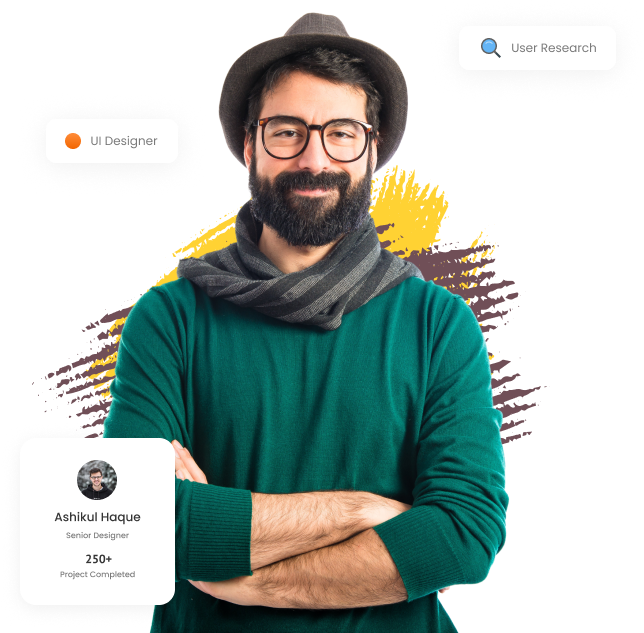 User Research
UI Designer
Ashikul Haque
Senior Designer
250+
Project Completed